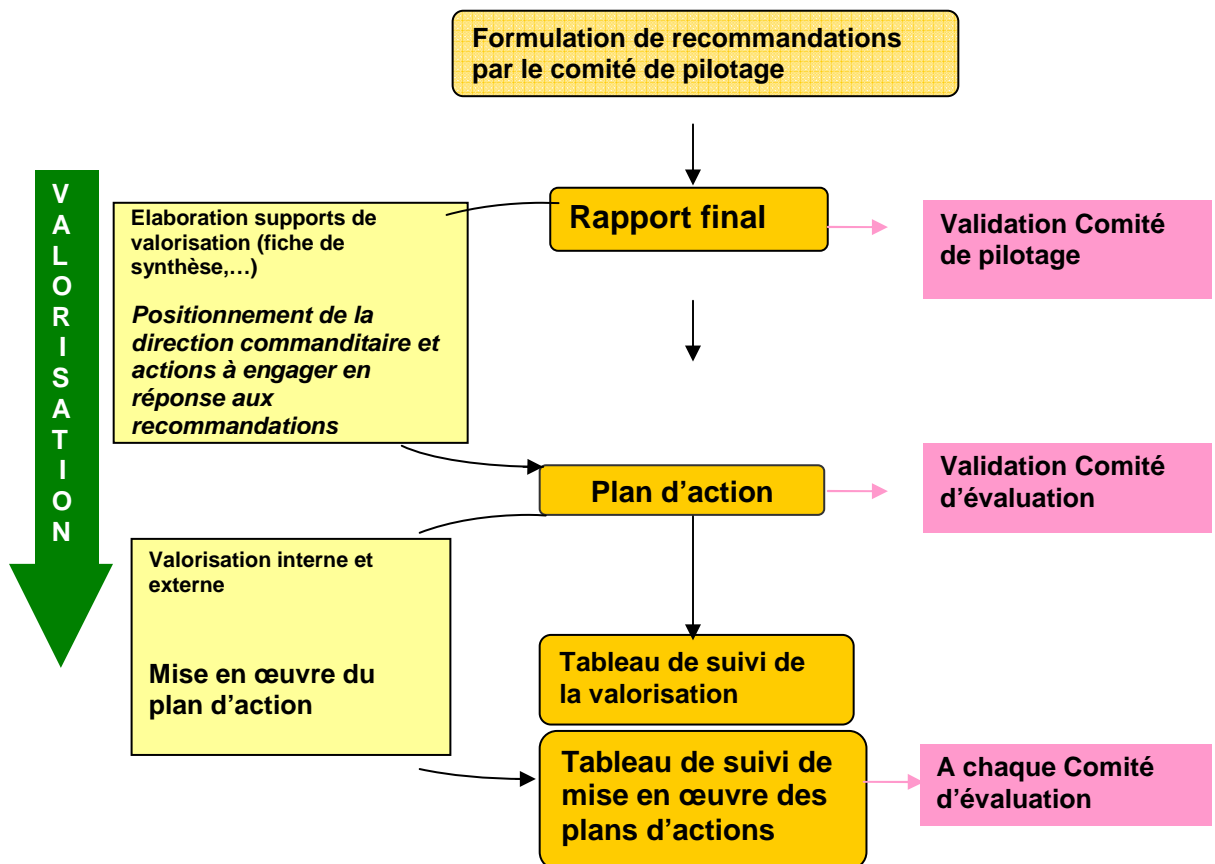 Formulation de recommandations
par le comité de pilotage
V
A
L
O
R
I
S
A
T
I
O
N
Elaboration supports de
valorisation (fiche de
synthèse,…)
Positionnement de la
direction commanditaire et
actions à engager en
réponse aux
recommandations
Rapport final
Validation Comité
de pilotage
Plan d’action
Validation Comité
d’évaluation
Valorisation interne et
externe
Mise en œuvre du
plan d’action
Tableau de suivi de
la valorisation
Tableau de suivi de
mise en œuvre des
plans d’actions
A chaque Comité
d’évaluation